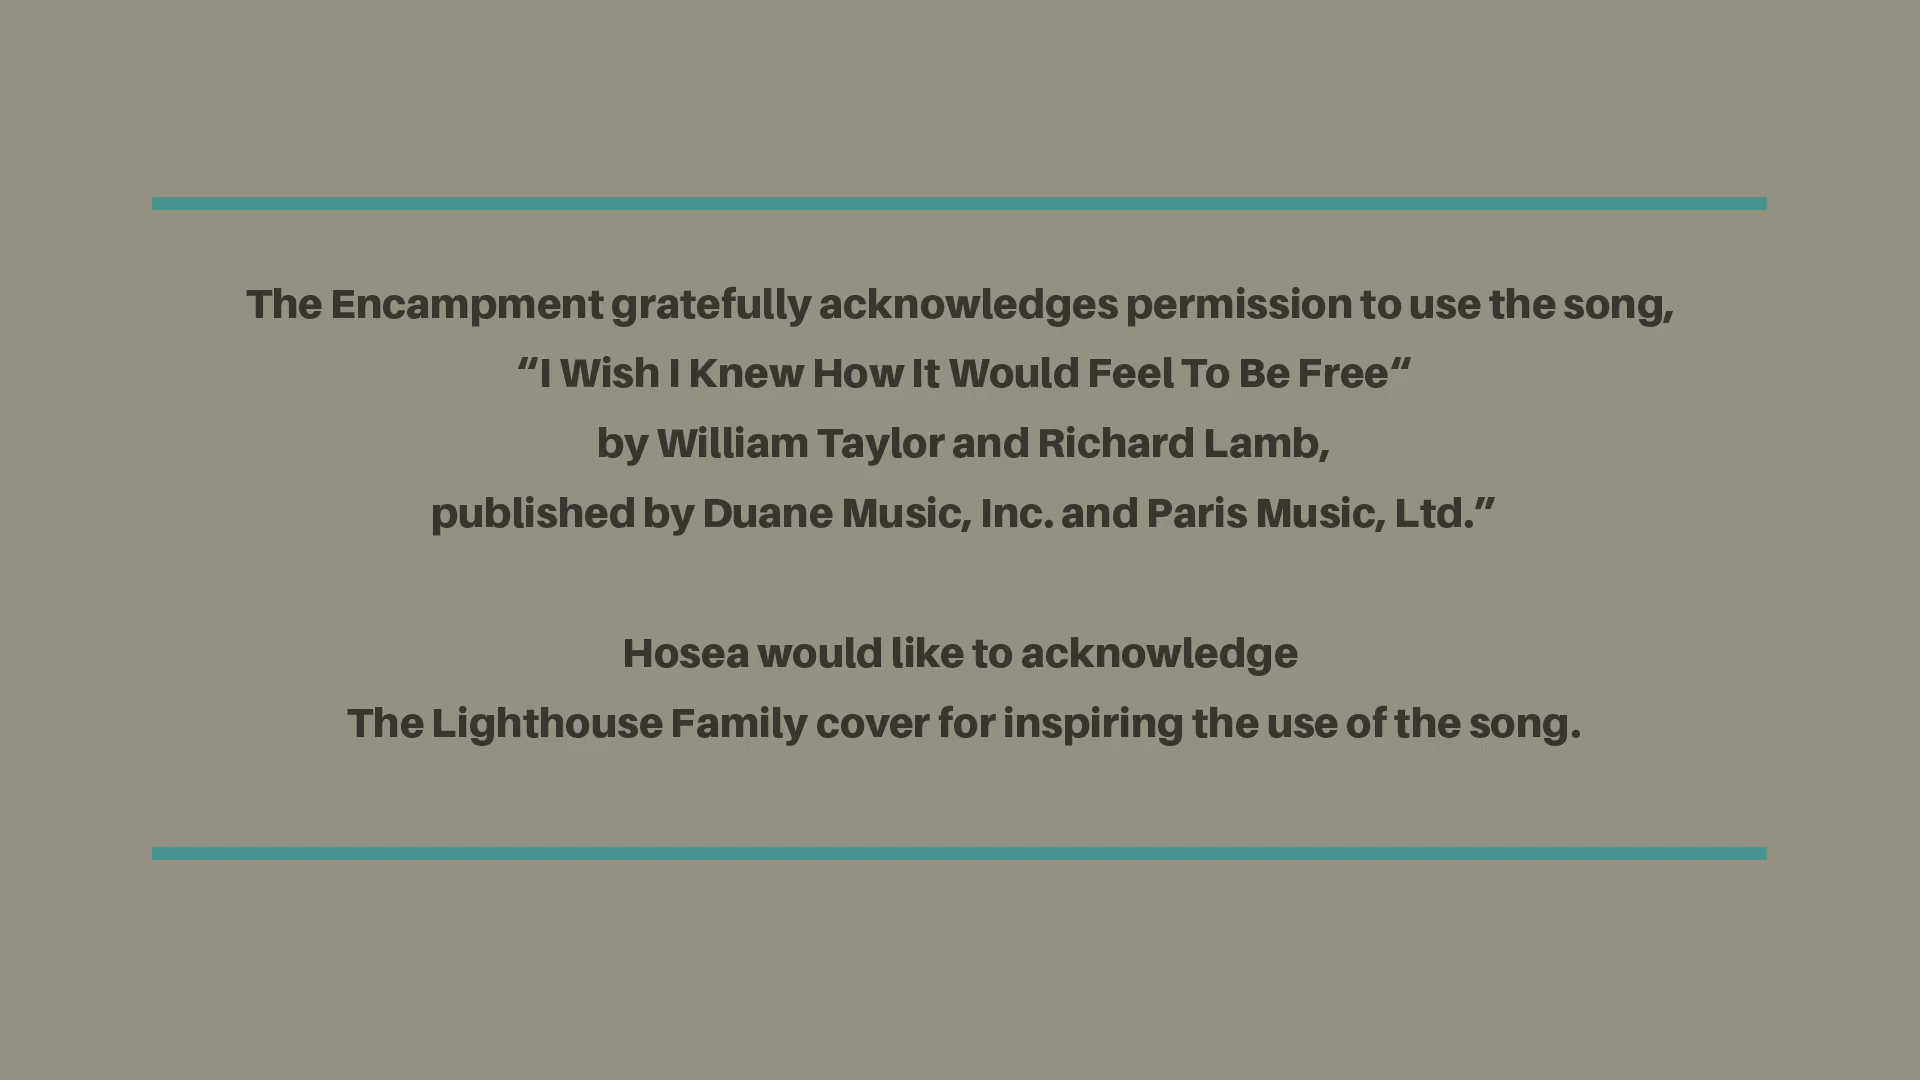 The Encampment gratefully acknowledges permission to use the song,
“I Wish I Knew How It Would Feel To Be Free“
by William Taylor and Richard Lamb,
published by Duane Music, Inc. and Paris Music, Ltd.”
Hosea would like to acknowledge
The Lighthouse Family cover for inspiring the use of the song.